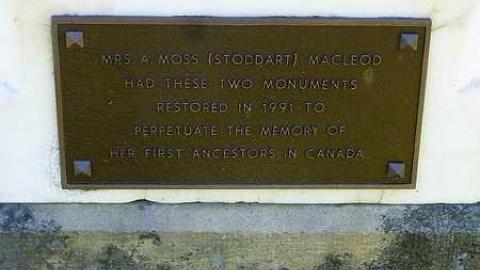 MRS. A. MOSS (STODDART) MACLEOD
HAD THESE TWO MONUMENTS
RESTORED IN 1991 TO
PERPETUATE THE MEMORY OF
HER FIRST ANCESTORS IN CANADA